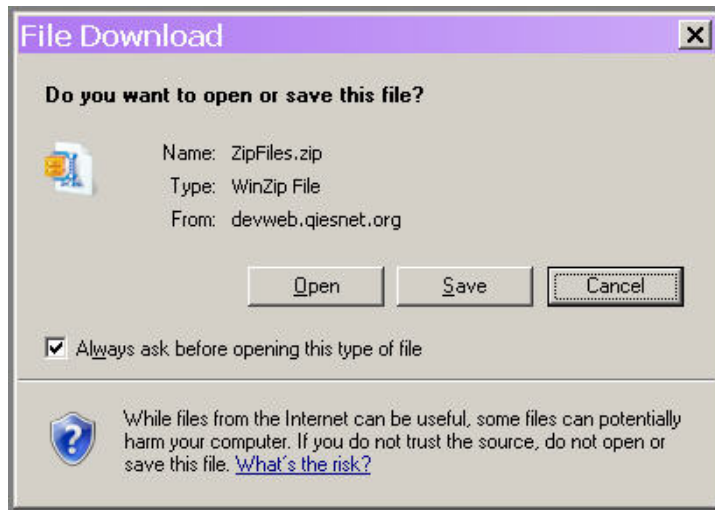 File Download
Do you want to open or save this file?
Name: ZipFiles.zip
Type: WinZip File
From: devweb.qiesnet.org
Open Save Cancel
Always ask before opening this type of file
While files from the Internet can be useful, some files can potentially
harm your computer. If you do not trust the source, do not open or
save this file. What's the risk?